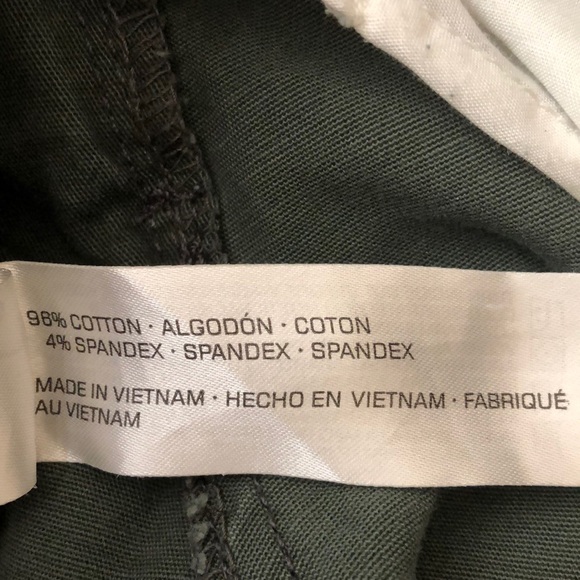 96% COTTON · ALGODÓN · COTON
4% SPANDEX · SPANDEX · SPANDEX
MADE IN VIETNAM · HECHO EN VIETNAM · FABRIQUÉ
AU VIETNAM